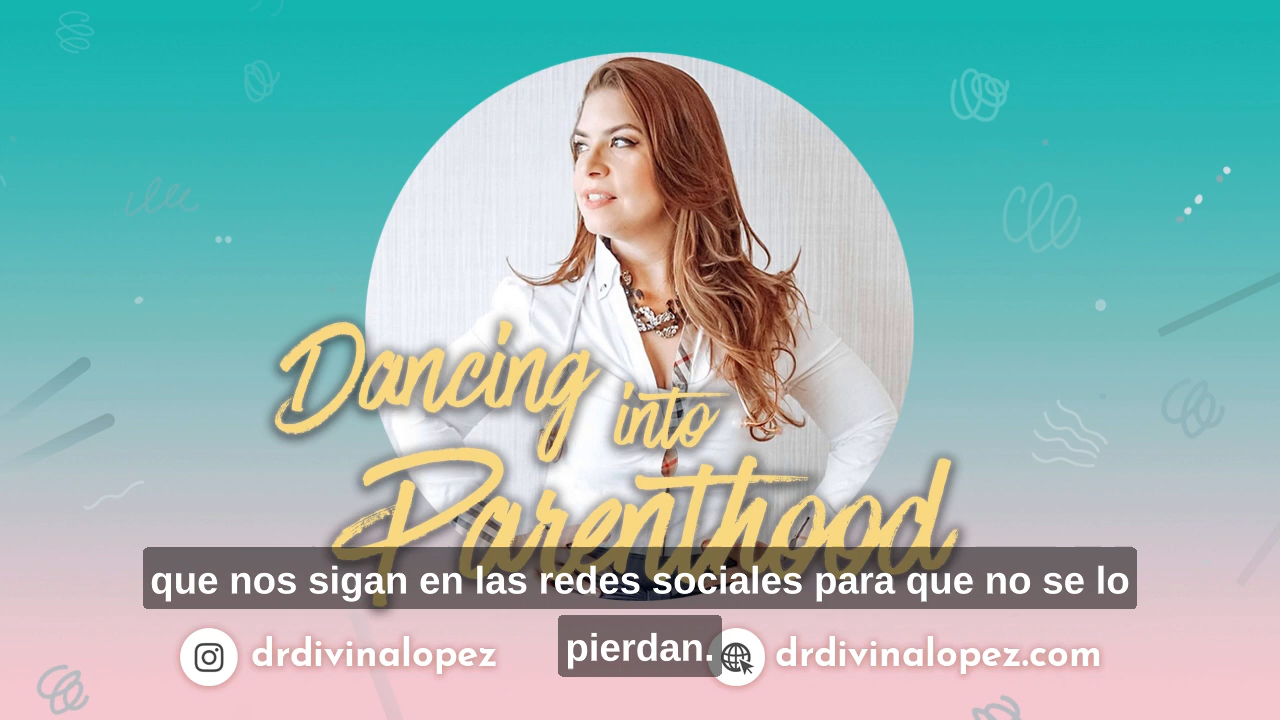 Dancing
into
Parenthood
que nos sigan en las redes sociales para que no se lo
pierdan.
drdivinalopez
drdivinalopez.com